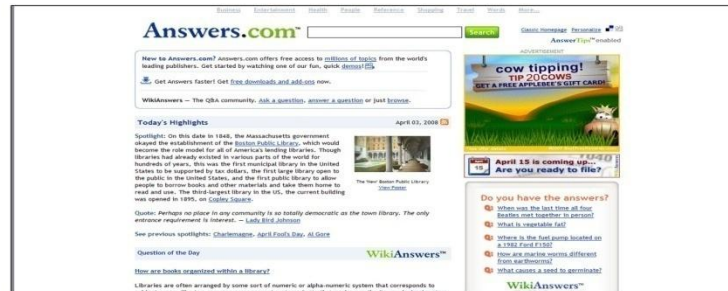 Business Entertainment Health People Reference Shopping Travel Words More...
Answers.com™
Search
Classic Homepage Personalize
AnswerTips™ enabled
New to Answers.com? Answers.com offers free access to millions of topics from the world's
leading publishers. Get started by watching one of our fun, quick demos!
Get Answers faster! Get free downloads and add-ons now.
WikiAnswers — The Q&A community. Ask a question, answer a question or just browse.
Today's Highlights
April 03, 2008
Spotlight: On this date in 1848, the Massachusetts government
okayed the establishment of the Boston Public Library, which would
become the role model for all of America's lending libraries. Though
libraries had already existed in various parts of the world for
hundreds of years, this was the first municipal library in the United
States to be supported by tax dollars, the first large library open to
the public in the United States, and the first public library to allow
people to borrow books and other materials and take them home to
read and use. The third-largest library in the US, the current building
was opened in 1895, on Copley Square.
The 'New' Boston Public Library
View Poster
Quote: Perhaps no place in any community is so totally democratic as the town library. The only
entrance requirement is interest. — Lady Bird Johnson
See previous spotlights: Charlemagne, April Fool's Day, Al Gore
Question of the Day
WikiAnswers™
How are books organized within a library?
Libraries are often arranged by some sort of numeric or alpha-numeric system that corresponds to
ADVERTISEMENT
cow tipping!
TIP 20 COWS
GET A FREE APPLEBEE'S GIFT CARD!
1040
15
April 15 is coming up...
Are you ready to file?
Do you have the answers?
When was the last time all four
Beatles met together in person?
What is vegetable fat?
Where is the fuel pump located on
a 1982 Ford F150?
How are marine worms different
from earthworms?
What causes a seed to germinate?
WikiAnswers™